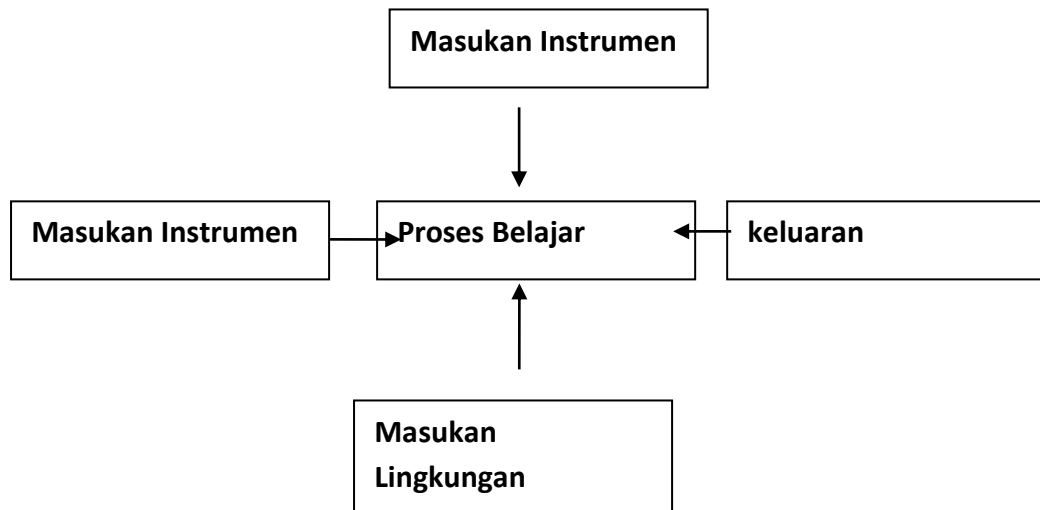 Masukan Instrumen
Masukan Instrumen
Proses Belajar
keluaran
Masukan
Lingkungan